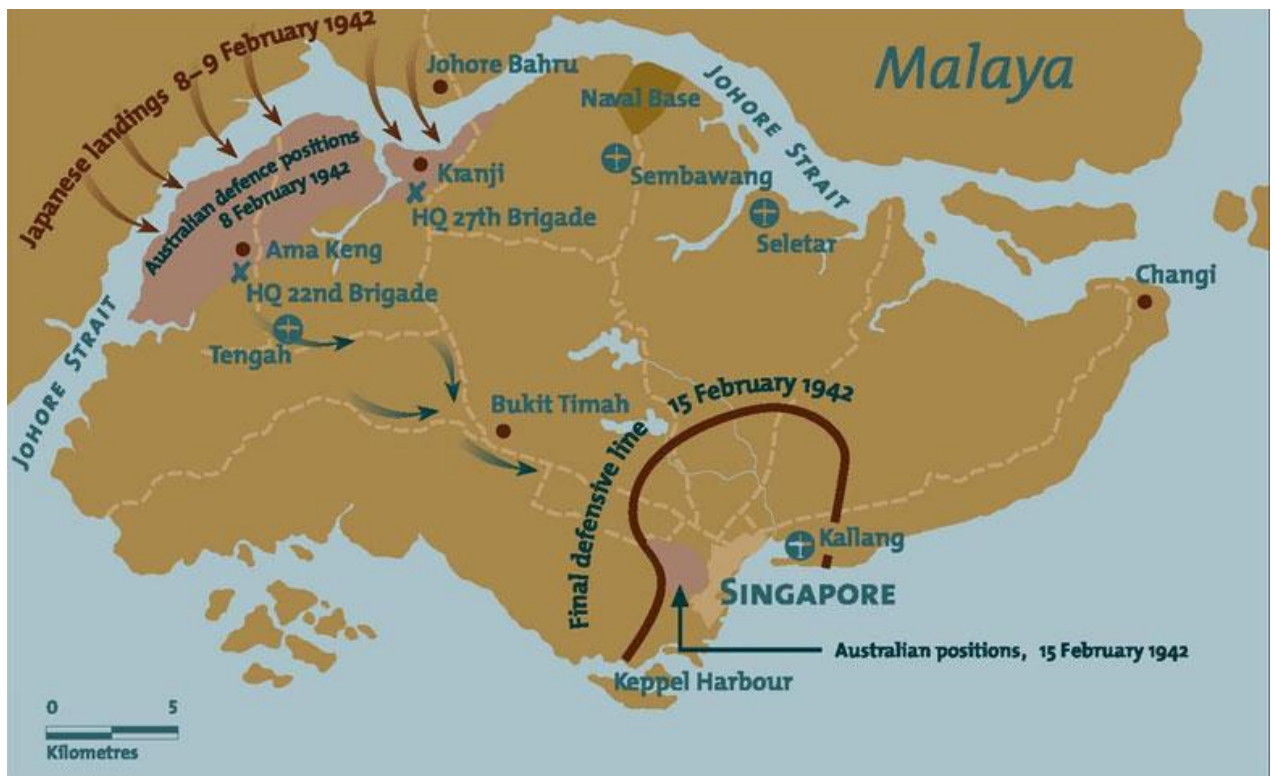 Japanese landings 8–9 February 1942
Johore Bahru
Malaya
Naval Base
JOHORE STRAIT
Australian defence positions
8 February 1942
Kranji
Sembawang
HQ 27th Brigade
Seletar
Ama Keng
Changi
HQ 22nd Brigade
JOHORE STRAIT
Tengah
Bukit Timah
Final defensive line 15 February 1942
Kallang
SINGAPORE
Australian positions, 15 February 1942
Keppel Harbour
0 5
Kilometres